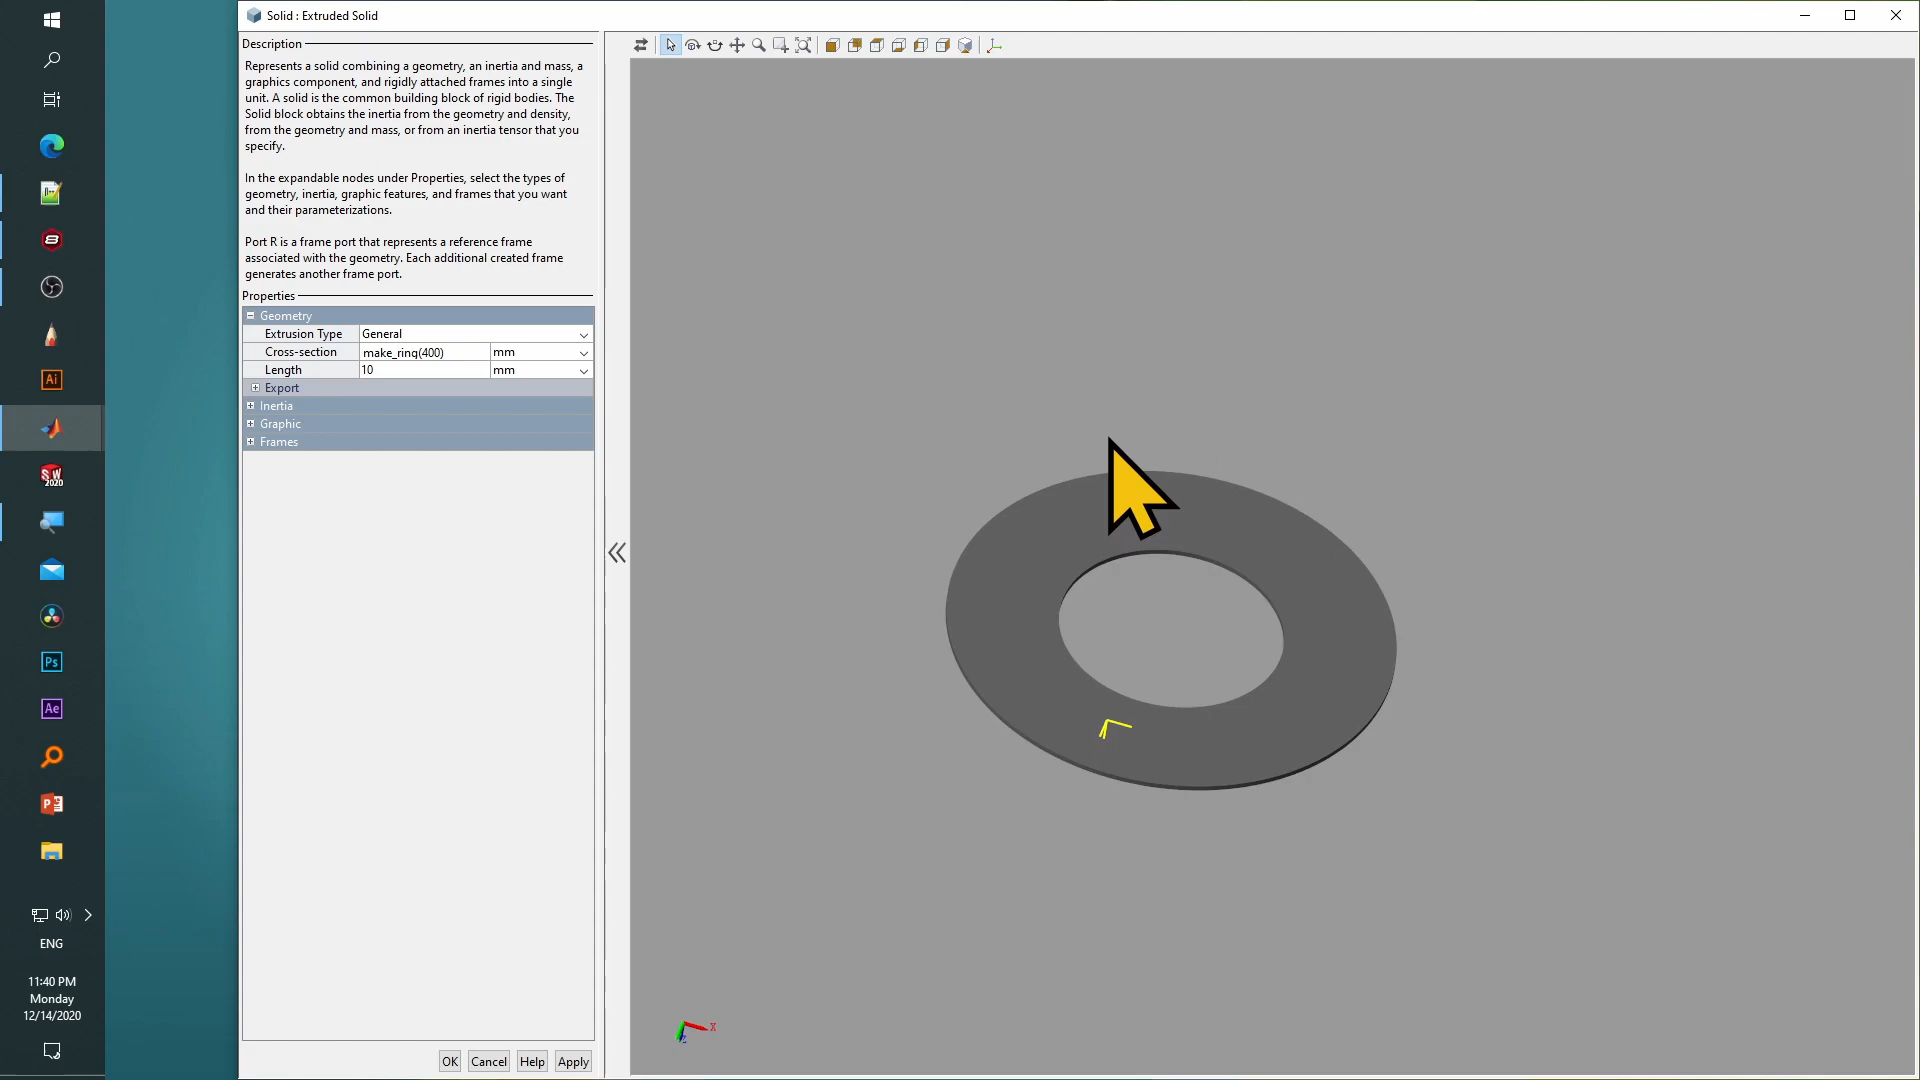 Solid : Extruded Solid
Description
Represents a solid combining a geometry, an inertia and mass, a
graphics component, and rigidly attached frames into a single
unit. A solid is the common building block of rigid bodies. The
Solid block obtains the inertia from the geometry and density,
from the geometry and mass, or from an inertia tensor that you
specify.
In the expandable nodes under Properties, select the types of
geometry, inertia, graphic features, and frames that you want
and their parameterizations.
Port R is a frame port that represents a reference frame
associated with the geometry. Each additional created frame
generates another frame port.
Properties
Geometry
Extrusion Type General
Cross-section make_ring(400) mm
Length 10 mm
Export
Inertia
Graphic
Frames
OK Cancel Help Apply
X
Z
Ai
SW
2020
Ps
Ae
P
ENG
11:40 PM
Monday
12/14/2020